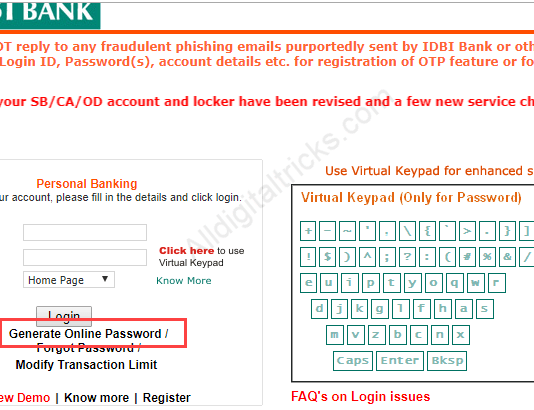 ST BANK
OT reply to any fraudulent phishing emails purportedly sent by IDBI Bank or oth
Login ID, Password(s), account details etc. for registration of OTP feature or fo
your SB/CA/OD account and locker have been revised and a few new service ch
Use Virtual Keypad for enhanced s
Personal Banking
ur account, please fill in the details and click login.
Click here to use
Virtual Keypad
Home Page ▼
Know More
Login
Generate Online Password /
Forgot Password /
Modify Transaction Limit
ew Demo | Know more | Register
Virtual Keypad (Only for Password)
+ - ~ ' . \ { ` > . } ]
! $ ) ^ ; ? : ( # % & /
e u i p t y o q w r
d j k g l f h a s
m v z b c n x
Caps Enter Bksp
FAQ's on Login issues
Alldigitaltricks.com